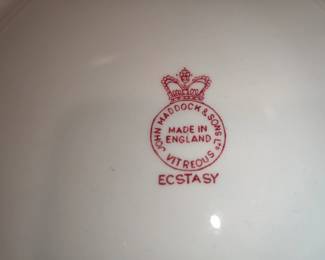 JOHN MADDOCK & SONS LTD
MADE IN
ENGLAND
VITREOUS
ECSTASY